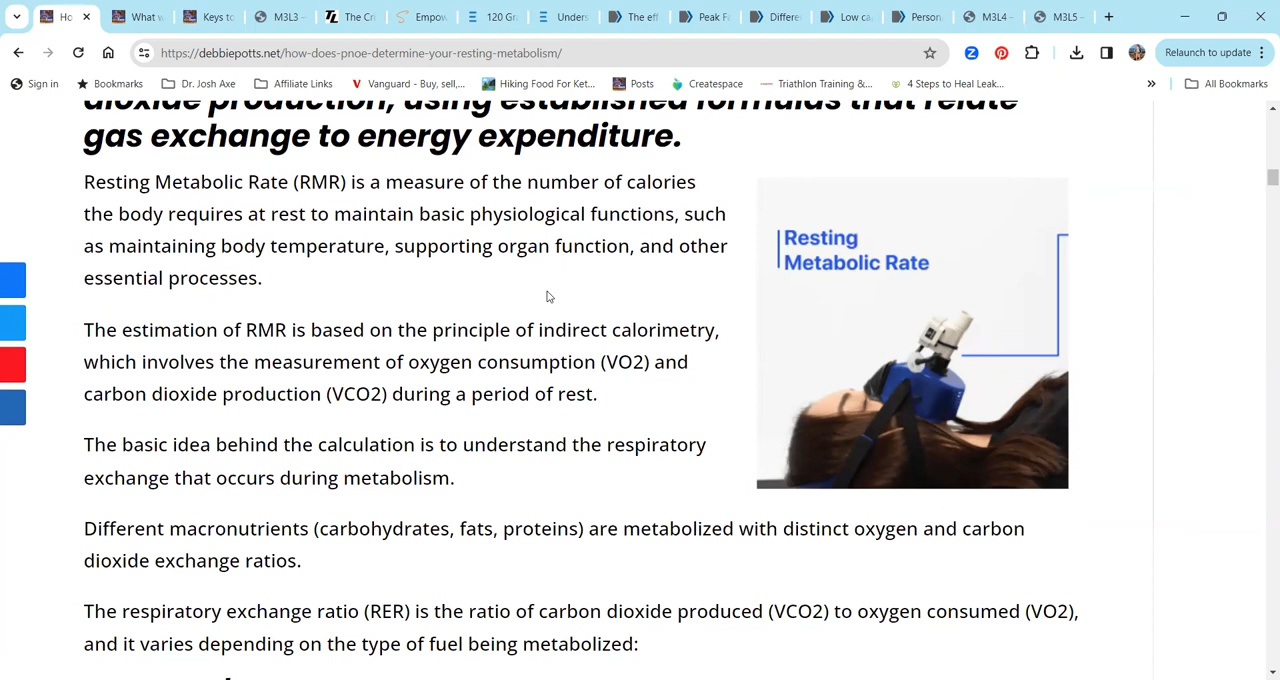 Ho
What w
Keys to
M3L3 -
The Cri
Empow
120 Gr
Unders
The eff
Peak F
Differe
Low ca
Person
M3L4 -
M3L5 -
https://debbiepotts.net/how-does-pnoe-determine-your-resting-metabolism/
Relaunch to update
Sign in
Bookmarks
Dr. Josh Axe
Affiliate Links
Vanguard - Buy, sell,...
Hiking Food For Ket...
Posts
Createspace
Triathlon Training &...
4 Steps to Heal Leak...
»
All Bookmarks
dioxide production, using established formulas that relate
gas exchange to energy expenditure.
Resting Metabolic Rate (RMR) is a measure of the number of calories
the body requires at rest to maintain basic physiological functions, such
as maintaining body temperature, supporting organ function, and other
essential processes.
Resting
Metabolic Rate
The estimation of RMR is based on the principle of indirect calorimetry,
which involves the measurement of oxygen consumption (VO2) and
carbon dioxide production (VCO2) during a period of rest.
The basic idea behind the calculation is to understand the respiratory
exchange that occurs during metabolism.
Different macronutrients (carbohydrates, fats, proteins) are metabolized with distinct oxygen and carbon
dioxide exchange ratios.
The respiratory exchange ratio (RER) is the ratio of carbon dioxide produced (VCO2) to oxygen consumed (VO2),
and it varies depending on the type of fuel being metabolized: